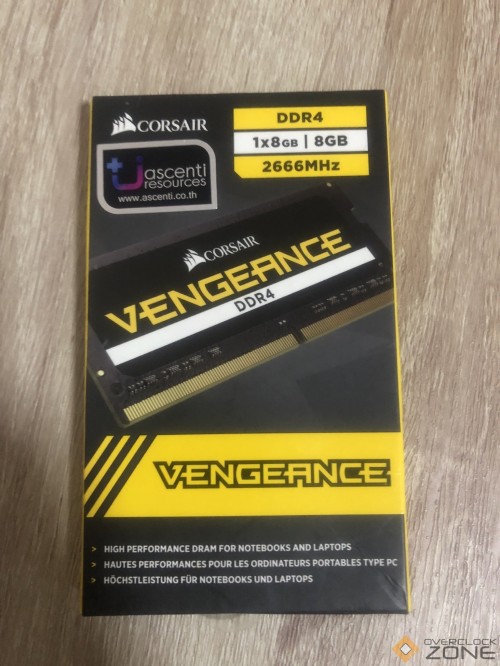 CORSAIR
DDR4
1x8GB | 8GB
2666MHz
ascenti
resources
www.ascenti.co.th
CORSAIR
VENGEANCE
DDR4
VENGEANCE
> HIGH PERFORMANCE DRAM FOR NOTEBOOKS AND LAPTOPS
> HAUTES PERFORMANCES POUR LES ORDINATEURS PORTABLES TYPE PC
> HÖCHSTLEISTUNG FÜR NOTEBOOKS UND LAPTOPS
OVERCLOCK
ZONE